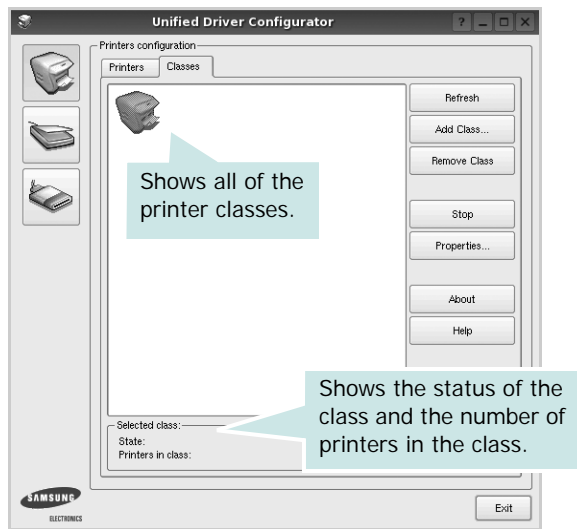 Unified Driver Configurator
Printers configuration
Printers
Classes
Refresh
Add Class...
Remove Class
Shows all of the
printer classes.
Stop
Properties...
About
Help
Shows the status of the
class and the number of
printers in the class.
Selected class:
State:
Printers in class:
SAMSUNG
ELECTRONICS
Exit